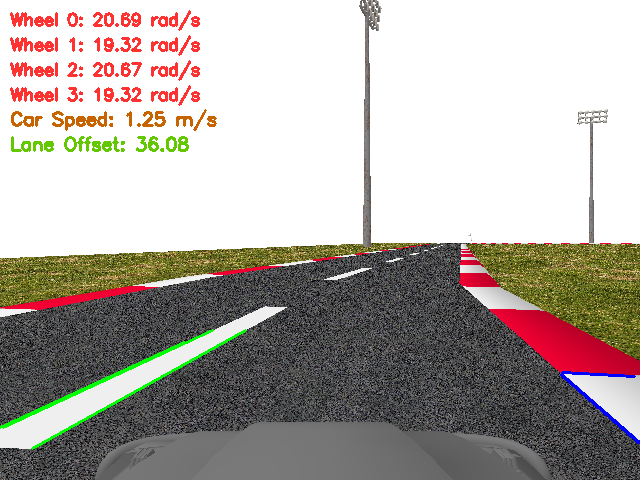 Wheel 0: 20.69 rad/s
Wheel 1: 19.32 rad/s
Wheel 2: 20.67 rad/s
Wheel 3: 19.32 rad/s
Car Speed: 1.25 m/s
Lane Offset: 36.08